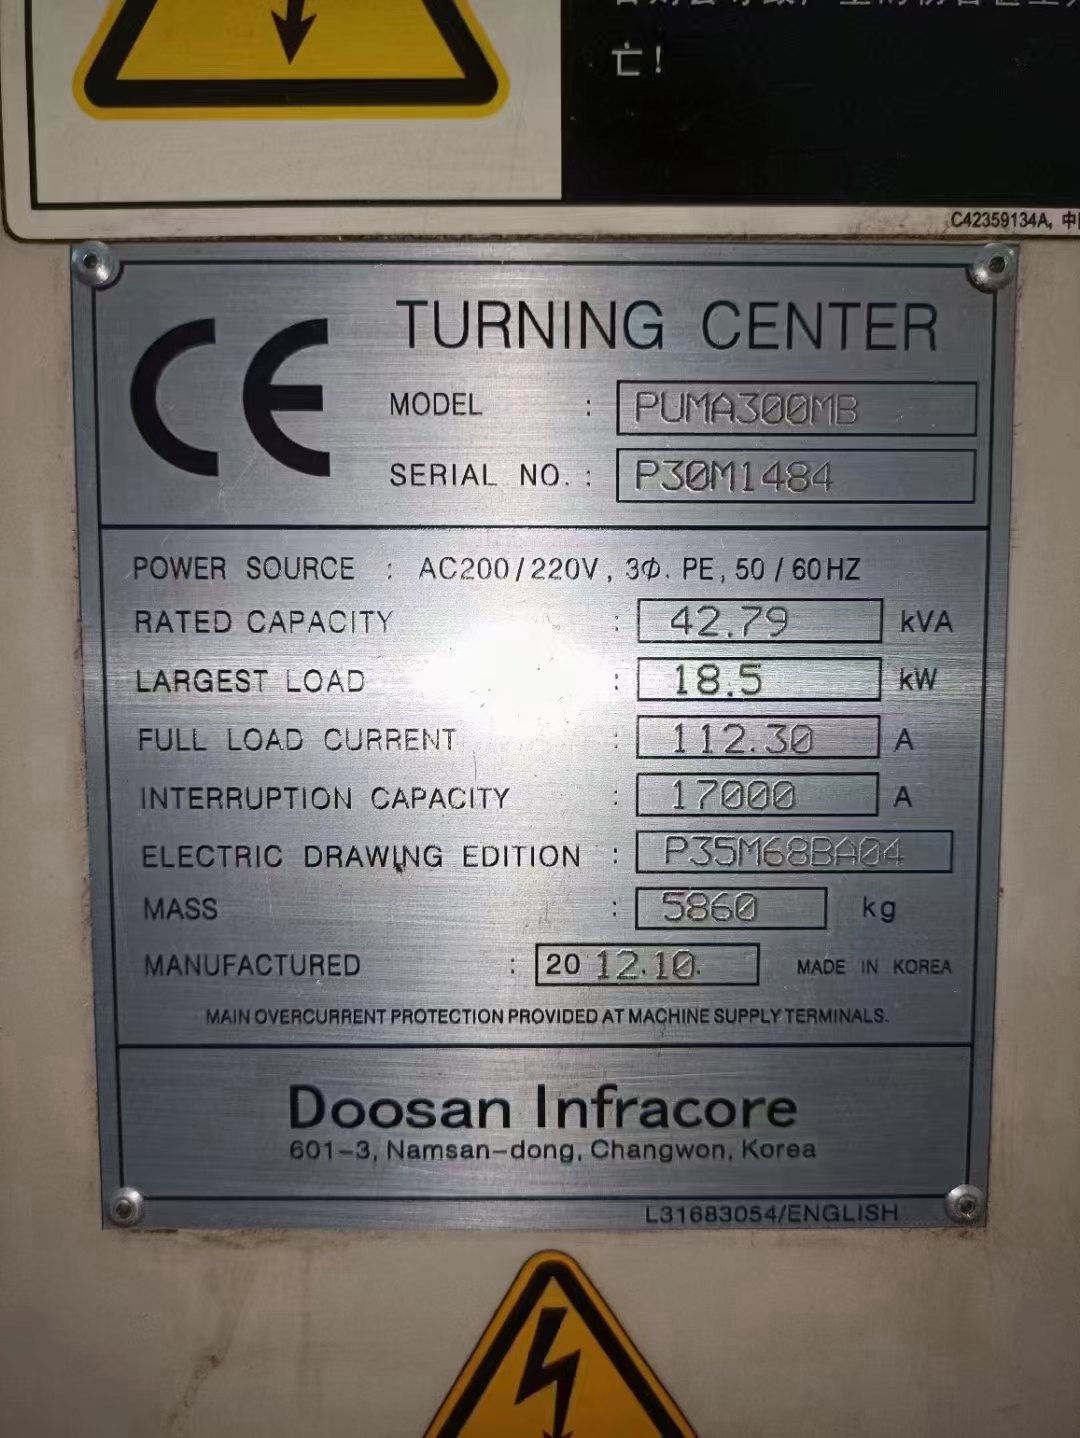 亡!
C42359134A, 中
CE
TURNING CENTER
MODEL : PUMA300MB
SERIAL NO. : P30M1484
POWER SOURCE : AC200/220V, 3Φ. PE, 50/60HZ
RATED CAPACITY : 42.79 kVA
LARGEST LOAD : 18.5 kW
FULL LOAD CURRENT : 112.30 A
INTERRUPTION CAPACITY : 17000 A
ELECTRIC DRAWING EDITION : P35M68BA04
MASS : 5860 kg
MANUFACTURED : 20 12.10. MADE IN KOREA
MAIN OVERCURRENT PROTECTION PROVIDED AT MACHINE SUPPLY TERMINALS.
Doosan Infracore
601-3, Namsan-dong, Changwon, Korea
L31683054/ENGLISH